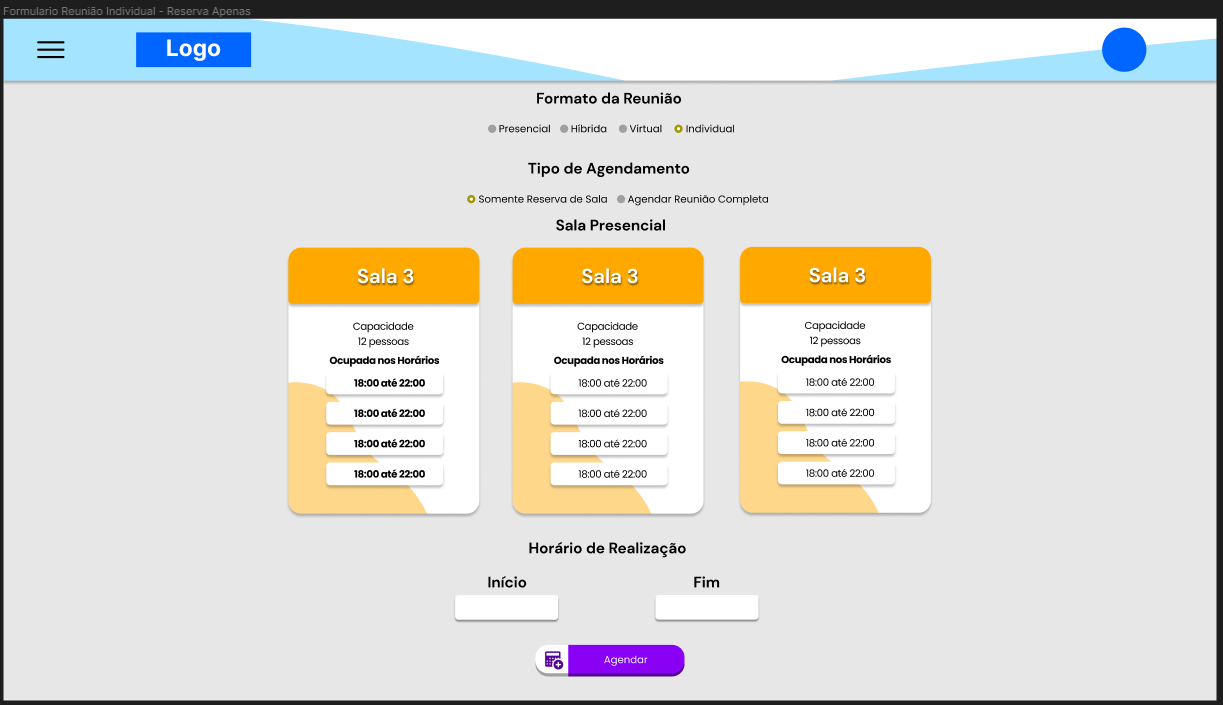 Formulario Reunião Individual - Reserva Apenas
Logo
Formato da Reunião
Presencial Híbrida Virtual Individual
Tipo de Agendamento
Somente Reserva de Sala Agendar Reunião Completa
Sala Presencial
Sala 3
Capacidade
12 pessoas
Ocupada nos Horários
18:00 até 22:00
18:00 até 22:00
18:00 até 22:00
18:00 até 22:00
Sala 3
Capacidade
12 pessoas
Ocupada nos Horários
18:00 até 22:00
18:00 até 22:00
18:00 até 22:00
18:00 até 22:00
Sala 3
Capacidade
12 pessoas
Ocupada nos Horários
18:00 até 22:00
18:00 até 22:00
18:00 até 22:00
18:00 até 22:00
Horário de Realização
Início Fim
Agendar